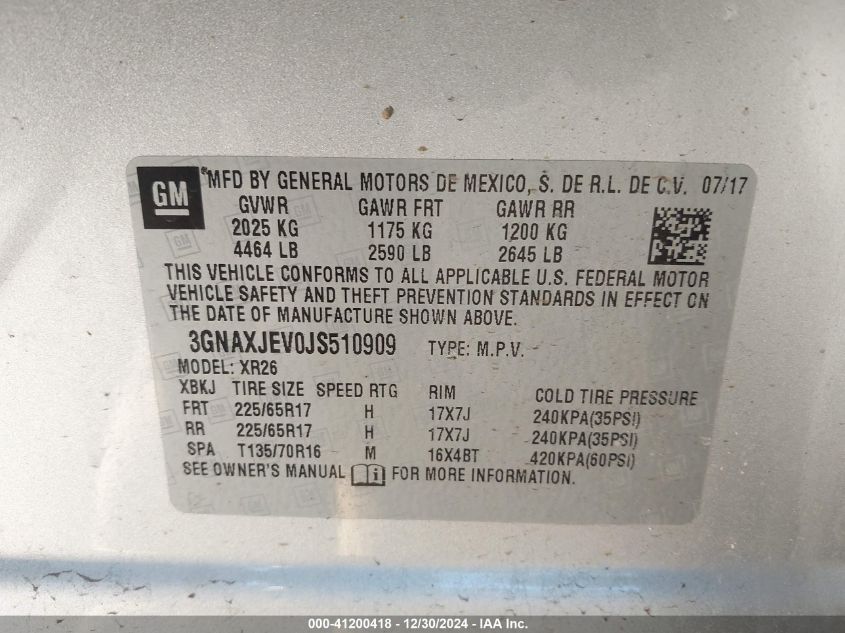 GM
MFD BY GENERAL MOTORS DE MEXICO, S. DE R.L. DE C.V. 07/17
GVWR GAWR FRT GAWR RR
2025 KG 1175 KG 1200 KG
4464 LB 2590 LB 2645 LB
THIS VEHICLE CONFORMS TO ALL APPLICABLE U.S. FEDERAL MOTOR
VEHICLE SAFETY AND THEFT PREVENTION STANDARDS IN EFFECT ON
THE DATE OF MANUFACTURE SHOWN ABOVE.
3GNAXJEV0JS510909 TYPE: M.P.V.
MODEL: XR26
XBKJ TIRE SIZE SPEED RTG RIM COLD TIRE PRESSURE
FRT 225/65R17 H 17X7J 240KPA(35PSI)
RR 225/65R17 H 17X7J 240KPA(35PSI)
SPA T135/70R16 M 16X4BT 420KPA(60PSI)
SEE OWNER'S MANUAL FOR MORE INFORMATION.
000-41200418 - 12/30/2024 - IAA Inc.